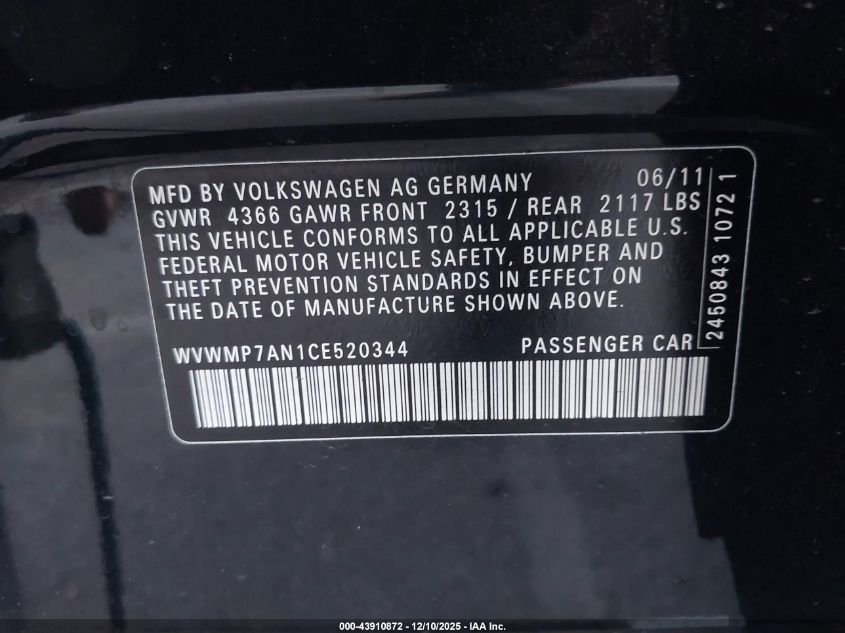 MFD BY VOLKSWAGEN AG GERMANY 06/11
GVWR 4366 GAWR FRONT 2315 / REAR 2117 LBS
THIS VEHICLE CONFORMS TO ALL APPLICABLE U.S.
FEDERAL MOTOR VEHICLE SAFETY, BUMPER AND
THEFT PREVENTION STANDARDS IN EFFECT ON
THE DATE OF MANUFACTURE SHOWN ABOVE.
WVWMP7AN1CE520344 PASSENGER CAR
2450843 1072 1
000-43910872 - 12/10/2025 - IAA Inc.